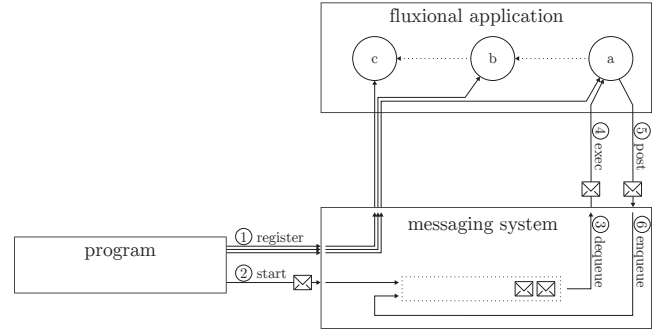 fluxional application
c
b
a
④ exec
⑤ post
messaging system
③ dequeue
⑥ enqueue
program
① register
② start